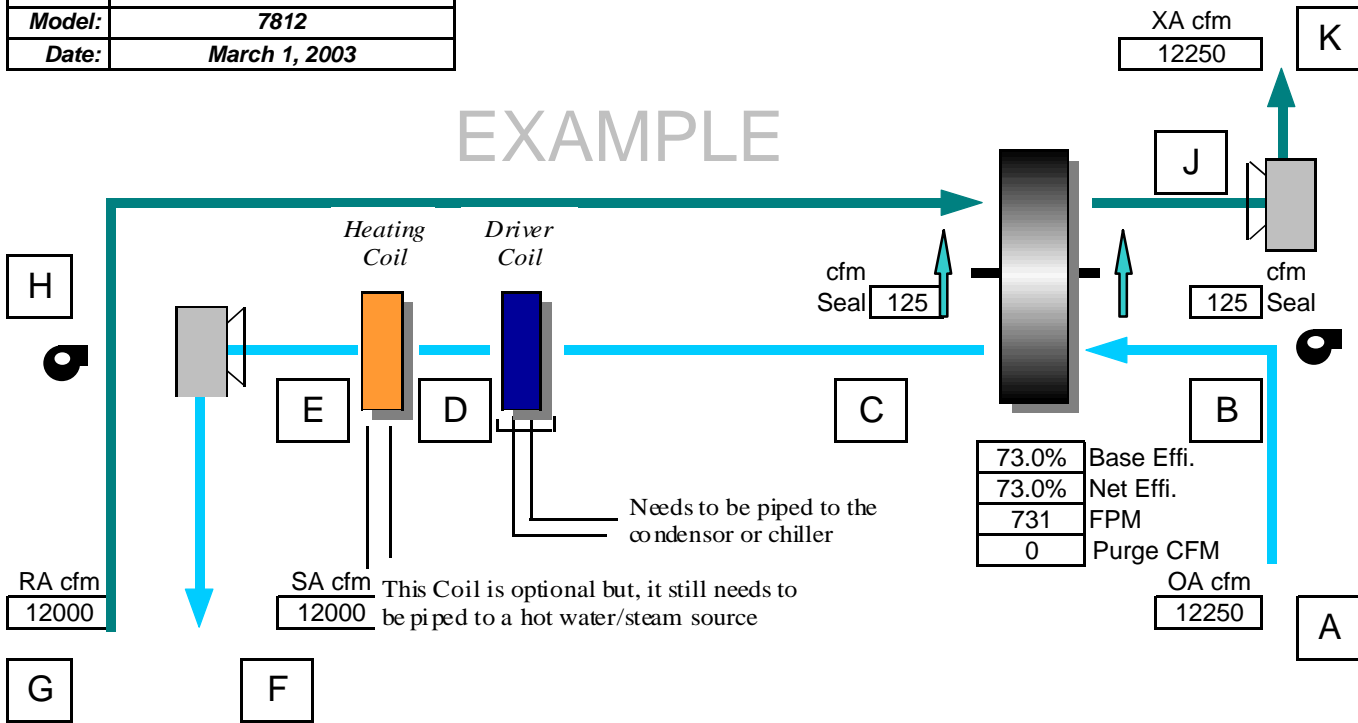 Model: 7812
Date: March 1, 2003
XA cfm
12250
K
EXAMPLE
J
Heating
Coil
Driver
Coil
H
cfm
Seal 125
cfm
125 Seal
E
D
C
B
73.0% Base Effi.
73.0% Net Effi.
731 FPM
0 Purge CFM
Needs to be piped to the
condensor or chiller
RA cfm
12000
SA cfm
12000
This Coil is optional but, it still needs to
be piped to a hot water/steam source
OA cfm
12250
A
G
F